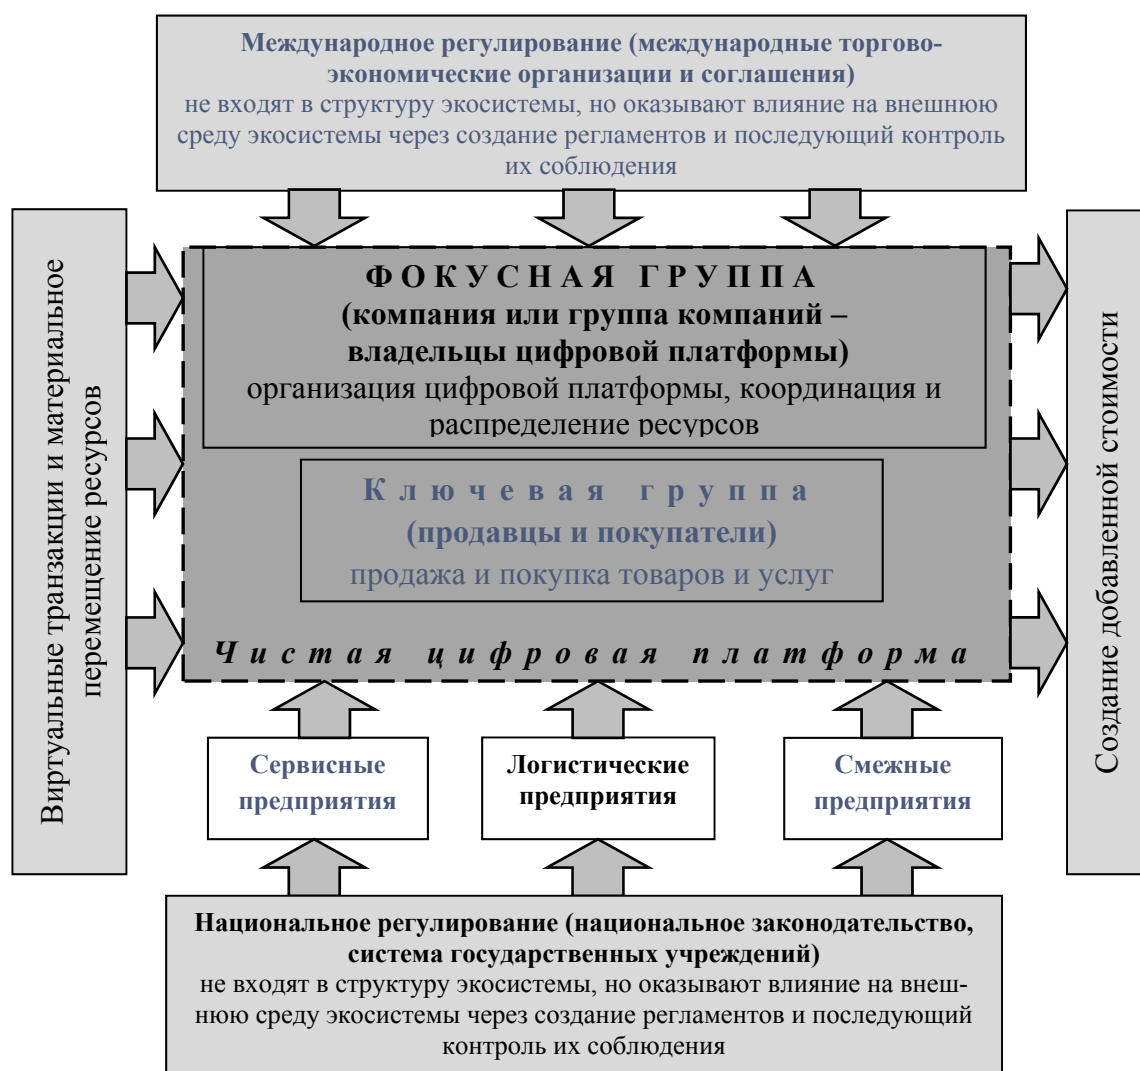 Международное регулирование (международные торгово-
экономические организации и соглашения)
не входят в структуру экосистемы, но оказывают влияние на внешнюю
среду экосистемы через создание регламентов и последующий контроль
их соблюдения
Виртуальные транзакции и материальное
перемещение ресурсов
ФОКУСНАЯ ГРУППА
(компания или группа компаний –
владельцы цифровой платформы)
организация цифровой платформы, координация и
распределение ресурсов
Ключевая группа
(продавцы и покупатели)
продажа и покупка товаров и услуг
Чистая цифровая платформа
Создание добавленной стоимости
Сервисные
предприятия
Логистические
предприятия
Смежные
предприятия
Национальное регулирование (национальное законодательство,
система государственных учреждений)
не входят в структуру экосистемы, но оказывают влияние на внеш-
нюю среду экосистемы через создание регламентов и последующий
контроль их соблюдения